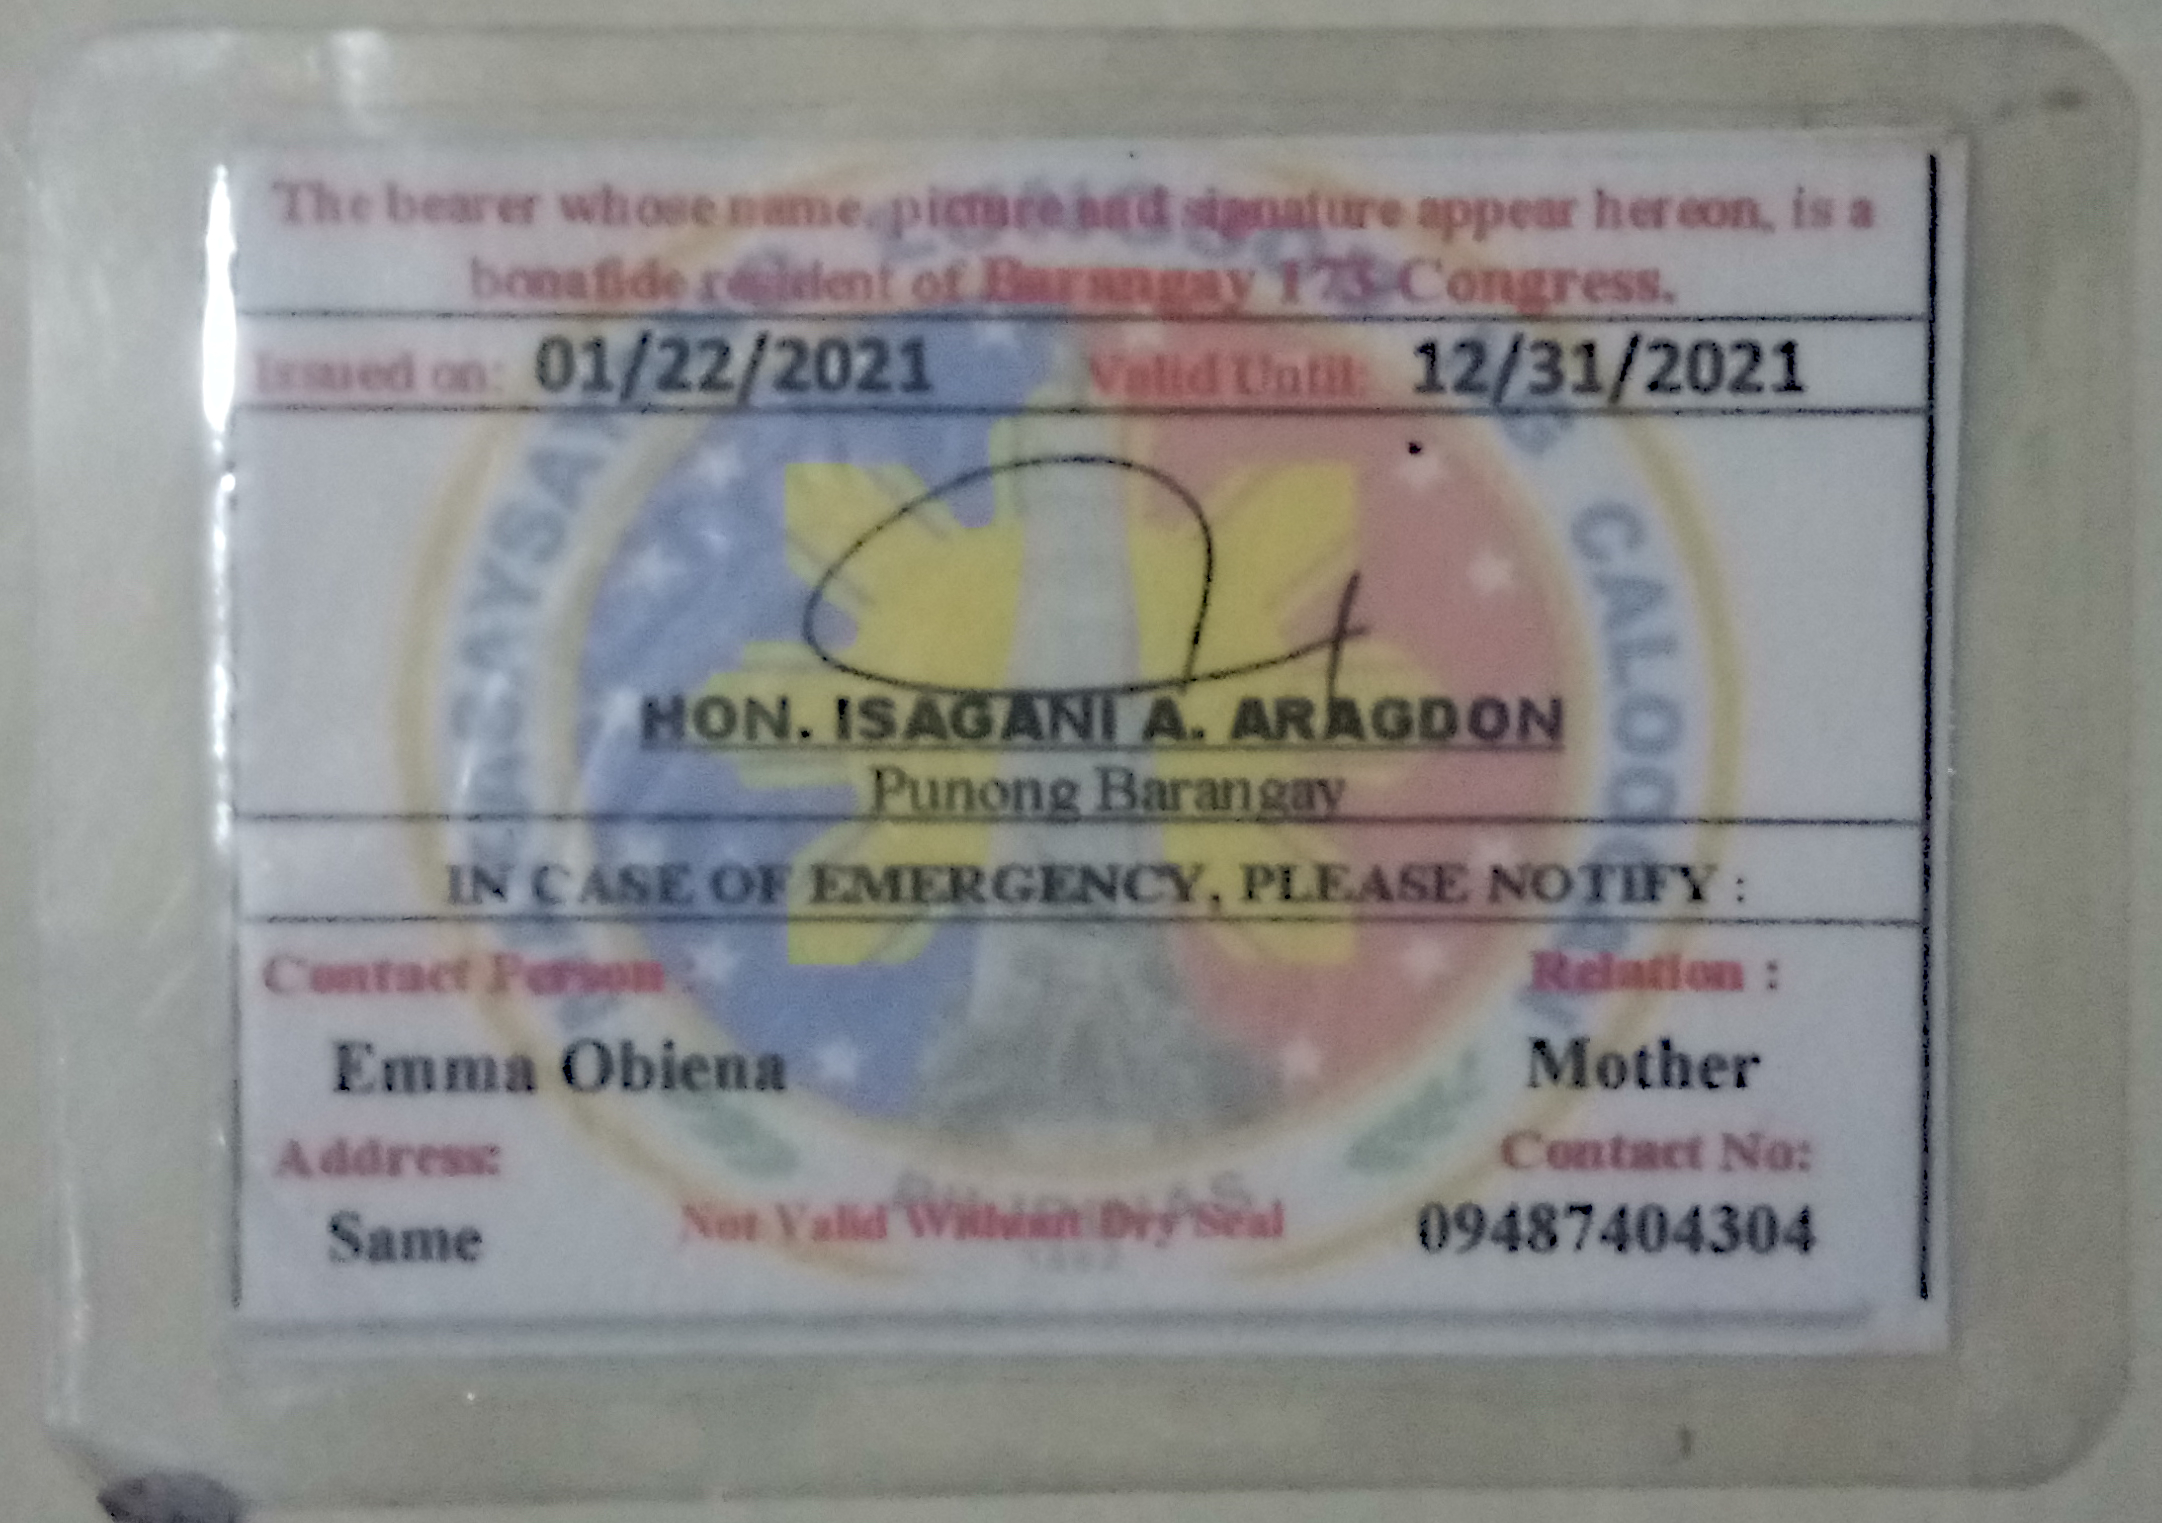 The bearer whose name, picture and signature appear hereon, is a
bonafide resident of Barangay 173 Congress.
Issued on: 01/22/2021 Valid Until: 12/31/2021
HON. ISAGANI A. ARAGDON
Punong Barangay
IN CASE OF EMERGENCY, PLEASE NOTIFY :
Contact Person : Relation :
Emma Obiena Mother
Address: Contact No:
Same Not Valid Without Dry Seal 09487404304
CALOOCAN
PILIPINAS